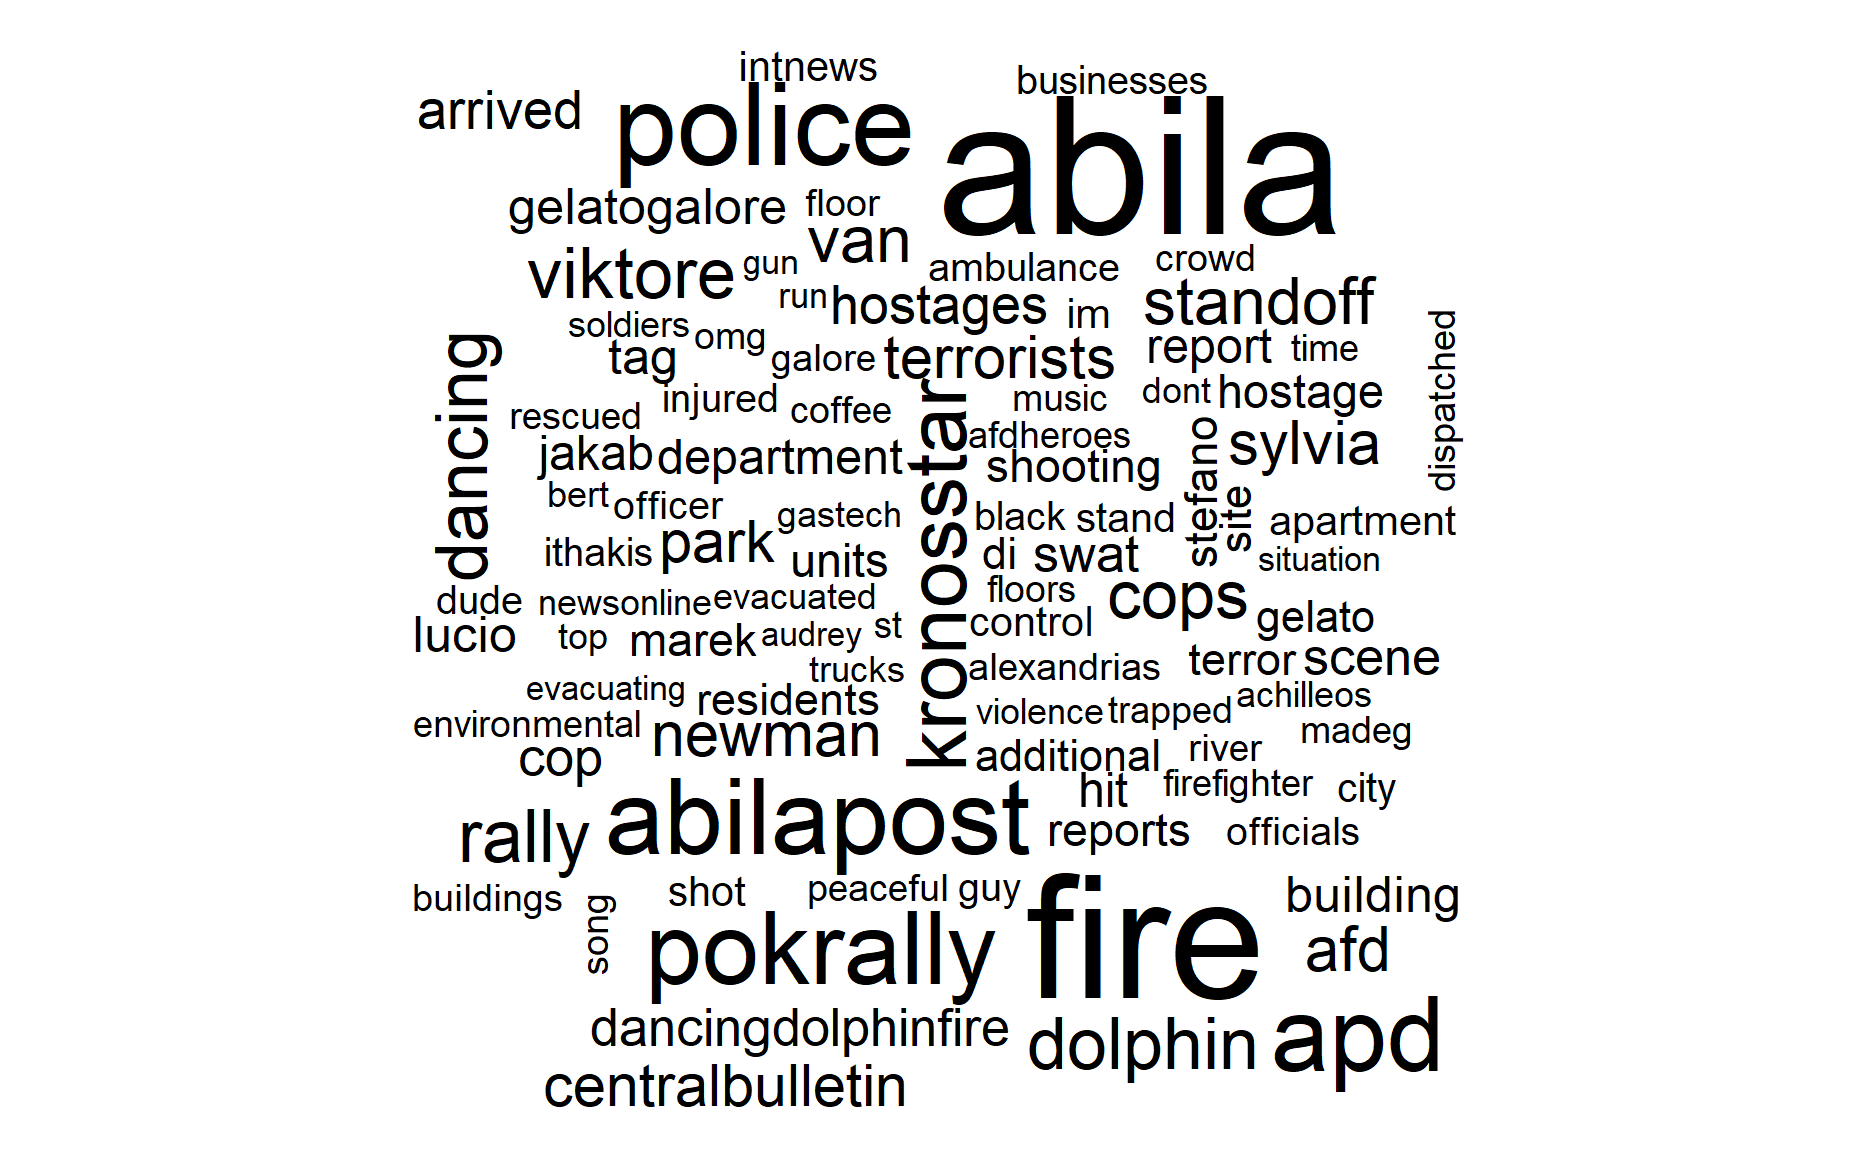 intnews
businesses
arrived
police
abila
gelatogalore
floor
van
viktore
gun
ambulance
crowd
run
hostages
im
standoff
soldiers
omg
tag
galore
terrorists
report
time
dispatched
dancing
rescued
injured
coffee
music
dont
hostage
kronosstar
afdheroes
stefano
sylvia
jakab
department
shooting
bert
officer
gastech
black
stand
site
apartment
ithakis
park
units
di
swat
situation
dude
newsonline
evacuated
floors
cops
gelato
lucio
top
marek
audrey
st
control
trucks
alexandrias
terror
scene
evacuating
residents
violence
trapped
achilleos
environmental
newman
madeg
cop
additional
river
hit
firefighter
city
rally
abilapost
reports
officials
buildings
song
shot
peaceful
guy
fire
building
pokrally
afd
dancingdolphinfire
dolphin
apd
centralbulletin